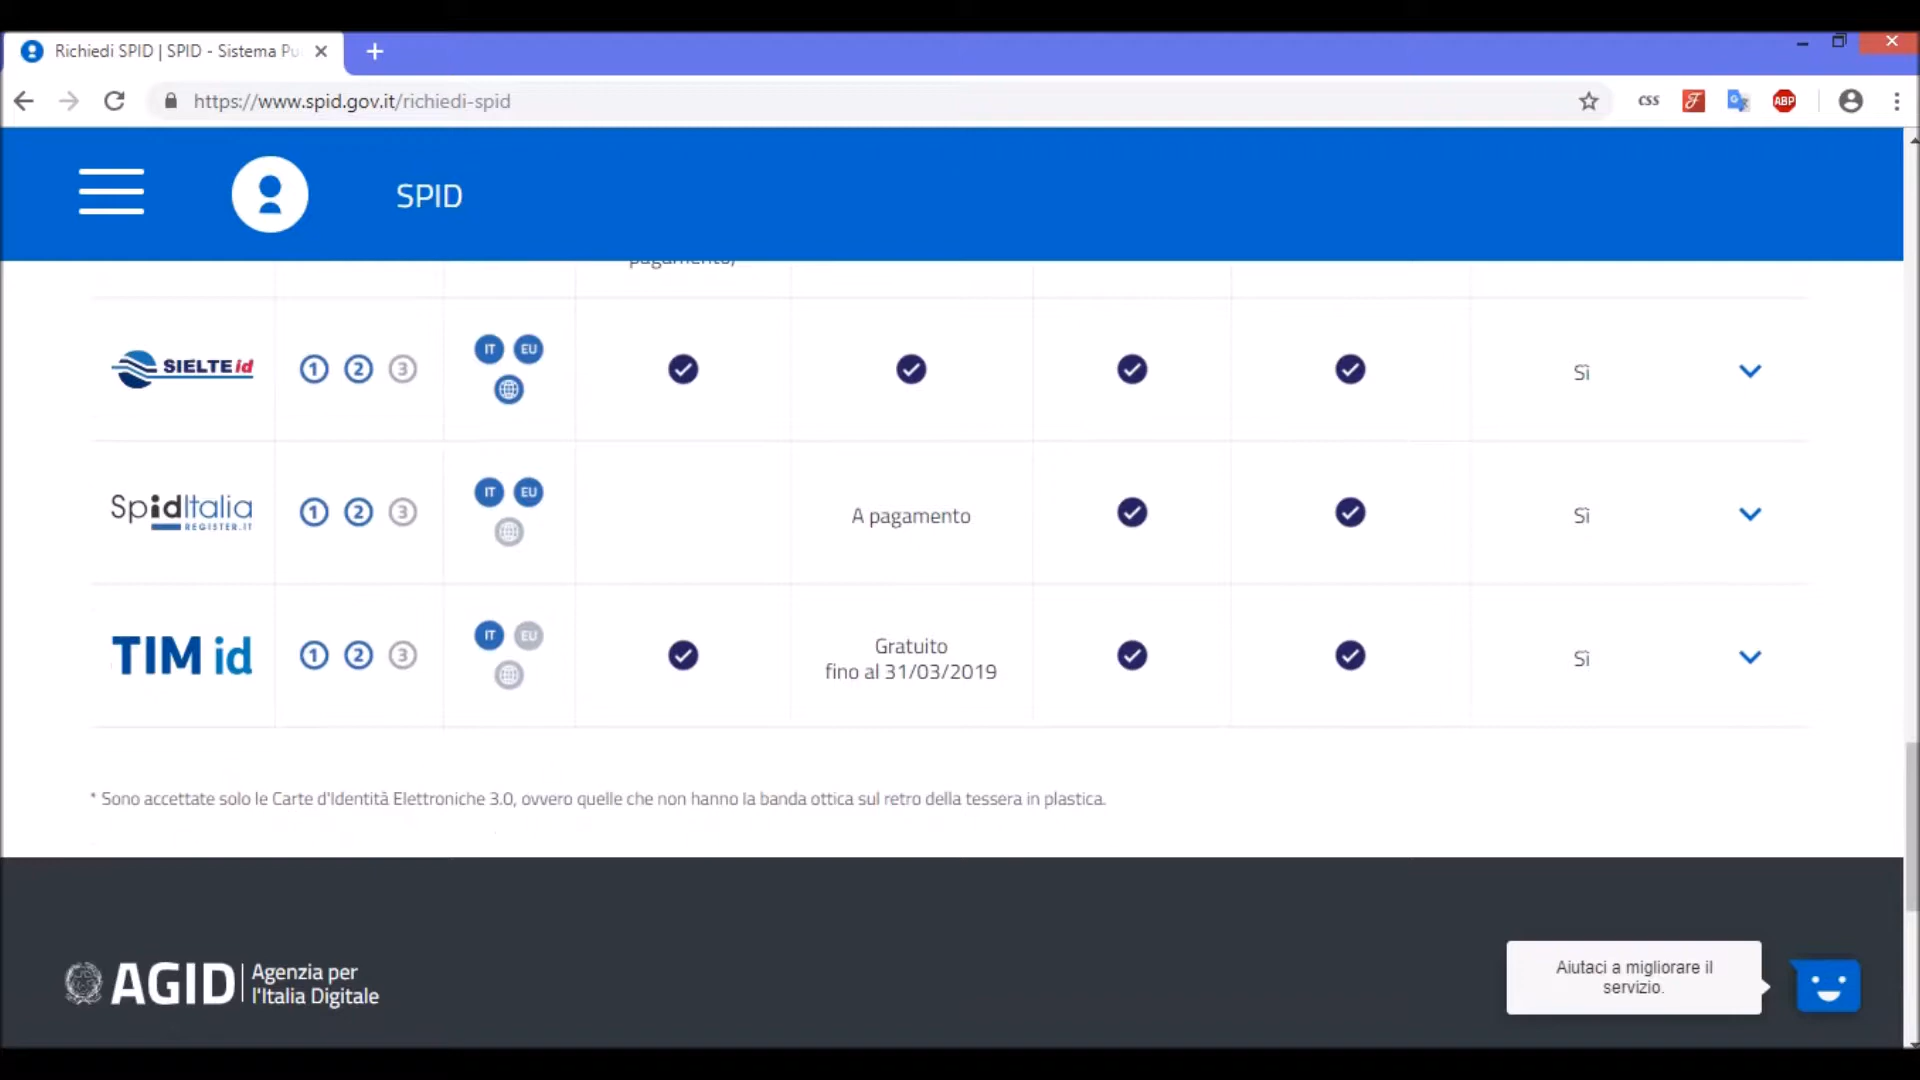 Richiedi SPID | SPID - Sistema Pu
https://www.spid.gov.it/richiedi-spid
CSS
ABP
SPID
pagamento,
SIELTE id
1 2 3
IT EU
Sì
SpidItalia
REGISTER.IT
1 2 3
IT EU
A pagamento
Sì
TIM id
1 2 3
IT EU
Gratuito
fino al 31/03/2019
Sì
* Sono accettate solo le Carte d'Identità Elettroniche 3.0, ovvero quelle che non hanno la banda ottica sul retro della tessera in plastica.
AGID
Agenzia per
l'Italia Digitale
Aiutaci a migliorare il
servizio.